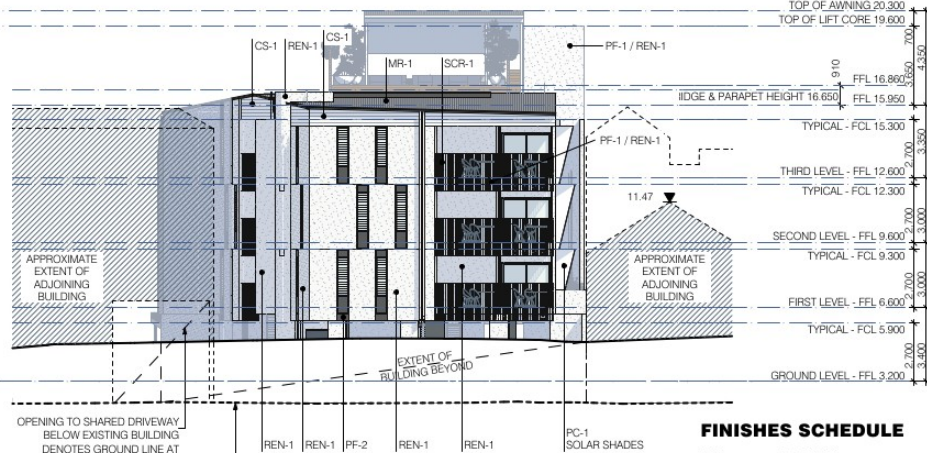 TOP OF AWNING 20.300
TOP OF LIFT CORE 19.600
CS-1
REN-1
CS-1
PF-1 / REN-1
MR-1
SCR-1
700
4.350
3.650
910
FFL 16.860
RIDGE & PARAPET HEIGHT 16.650
FFL 15.950
TYPICAL - FCL 15.300
PF-1 / REN-1
2.700
3.350
THIRD LEVEL - FFL 12.600
TYPICAL - FCL 12.300
11.47
2.700
3.000
SECOND LEVEL - FFL 9.600
TYPICAL - FCL 9.300
APPROXIMATE
EXTENT OF
ADJOINING
BUILDING
APPROXIMATE
EXTENT OF
ADJOINING
BUILDING
2.700
3.000
FIRST LEVEL - FFL 6.600
TYPICAL - FCL 5.900
2.700
3.400
EXTENT OF
BUILDING BEYOND
GROUND LEVEL - FFL 3.200
OPENING TO SHARED DRIVEWAY
BELOW EXISTING BUILDING
DENOTES GROUND LINE AT
REN-1
REN-1
PF-2
REN-1
REN-1
PC-1
SOLAR SHADES
FINISHES SCHEDULE